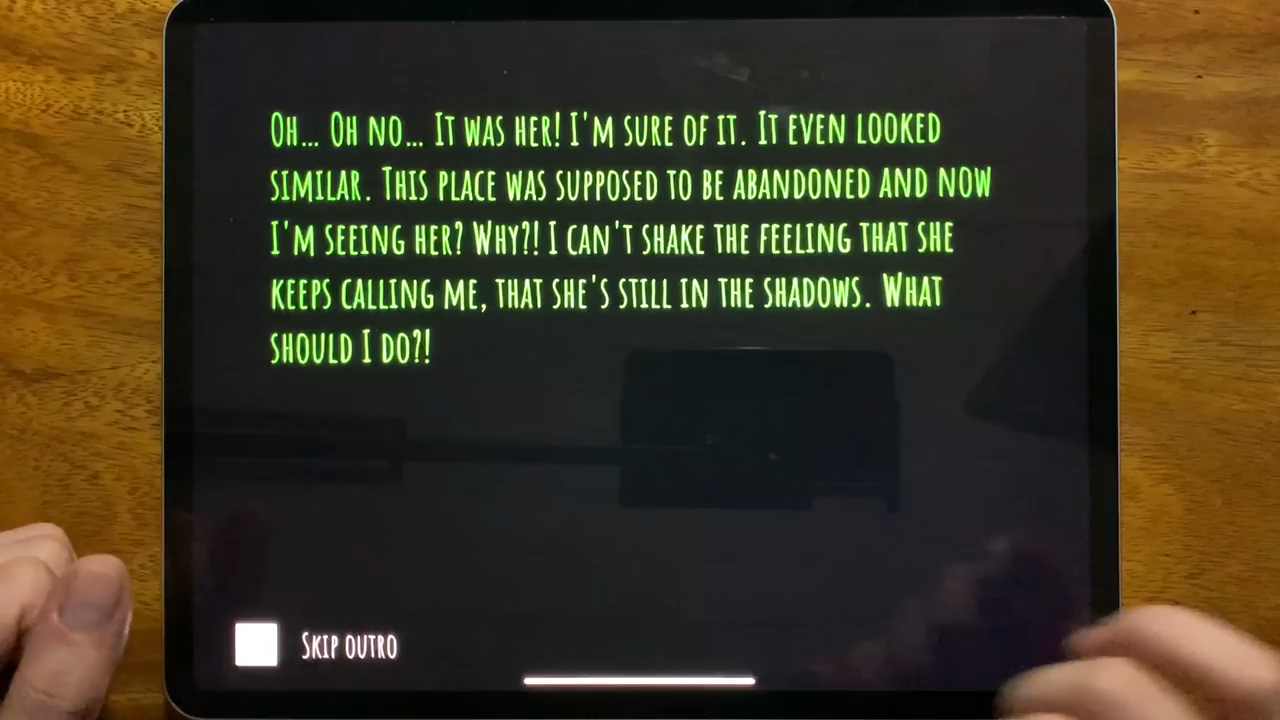 Oh... Oh no... It was her! I'm sure of it. It even looked
similar. This place was supposed to be abandoned and now
I'm seeing her? Why?! I can't shake the feeling that she
keeps calling me, that she's still in the shadows. What
should I do?!
Skip outro